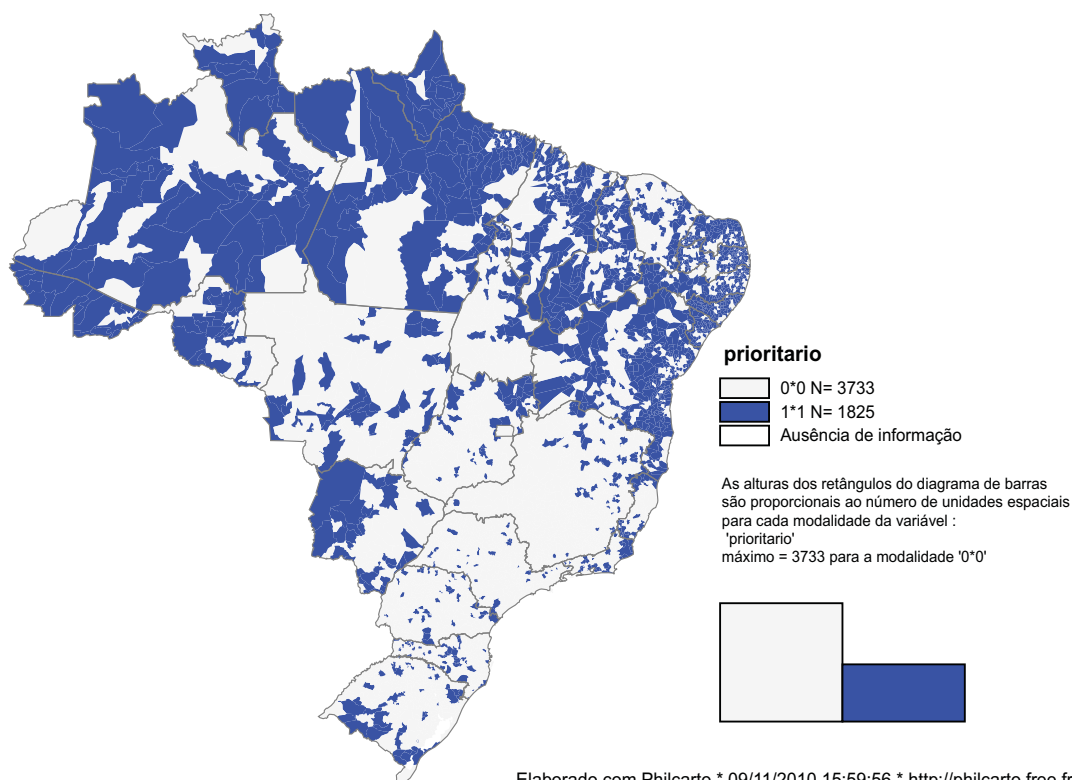 prioritario
0*0 N= 3733
1*1 N= 1825
Ausência de informação
As alturas dos retângulos do diagrama de barras
são proporcionais ao número de unidades espaciais
para cada modalidade da variável :
'prioritario'
máximo = 3733 para a modalidade '0*0'
Elaborado com Philcarto * 09/11/2010 15:59:56 * http://philcarto.free.fr